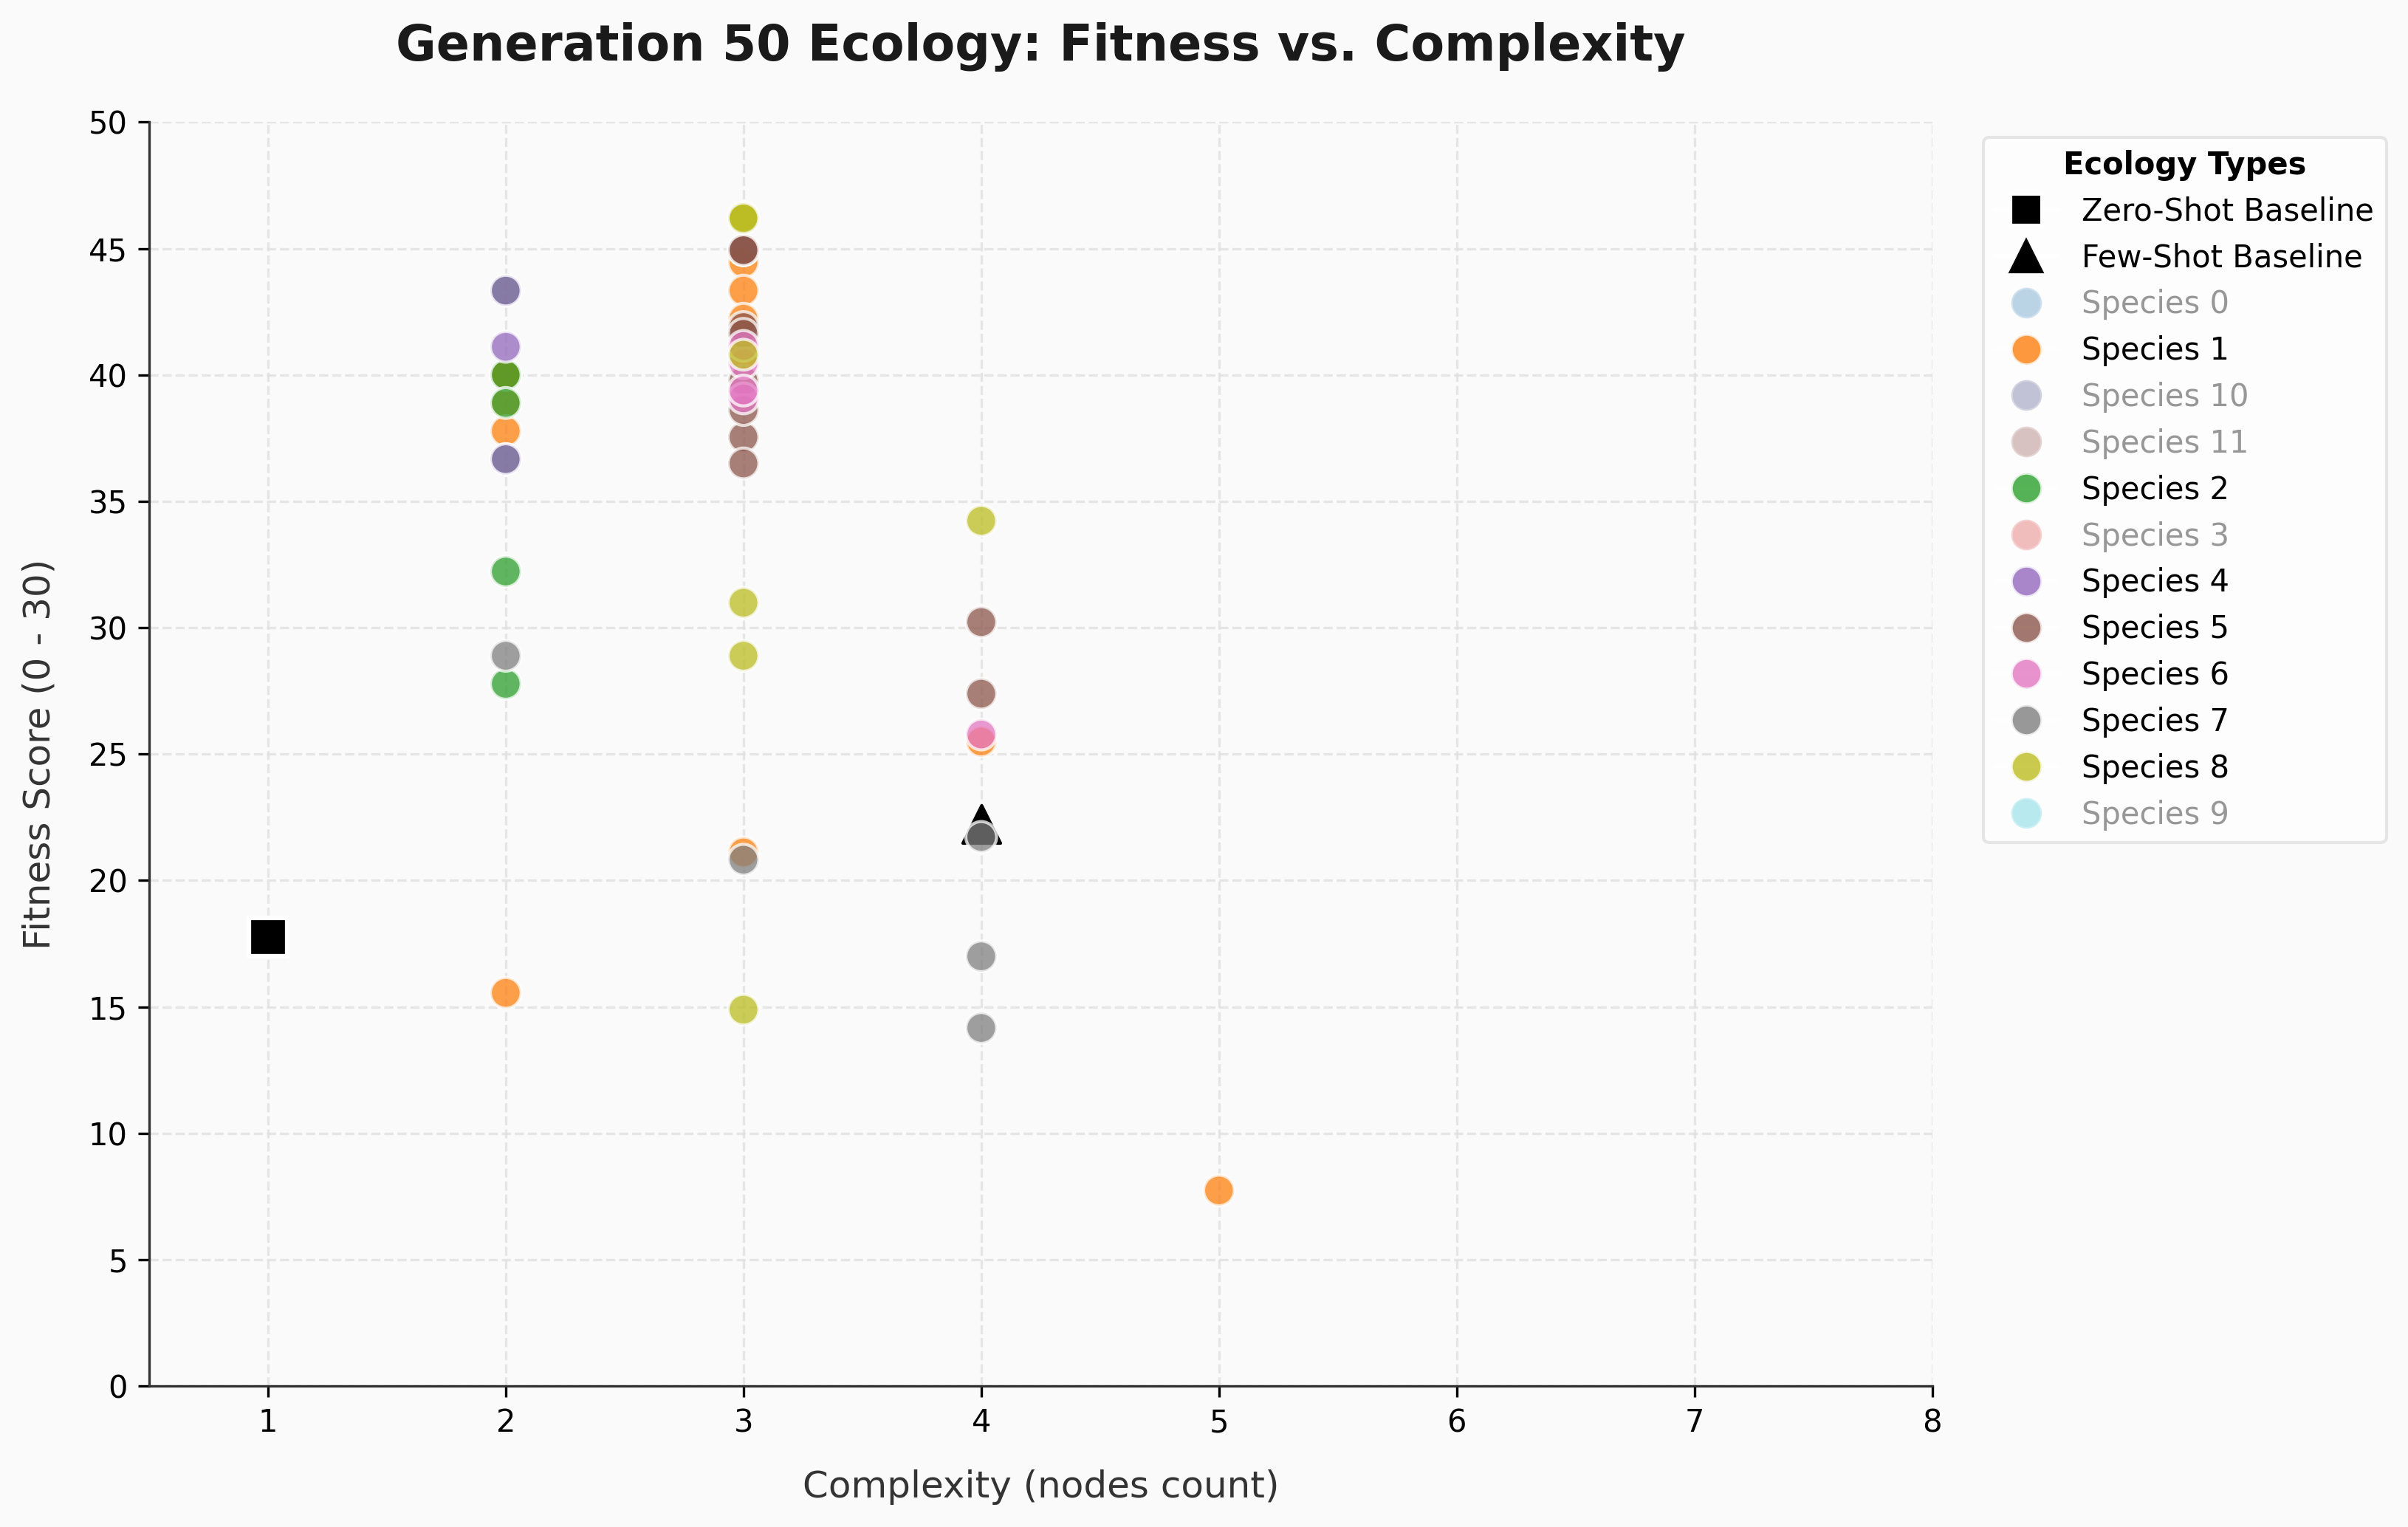 Generation 50 Ecology: Fitness vs. Complexity
50
45
40
35
30
25
20
15
10
5
0
Fitness Score (0 - 30)
1 2 3 4 5 6 7 8
Complexity (nodes count)
Ecology Types
Zero-Shot Baseline
Few-Shot Baseline
Species 0
Species 1
Species 10
Species 11
Species 2
Species 3
Species 4
Species 5
Species 6
Species 7
Species 8
Species 9